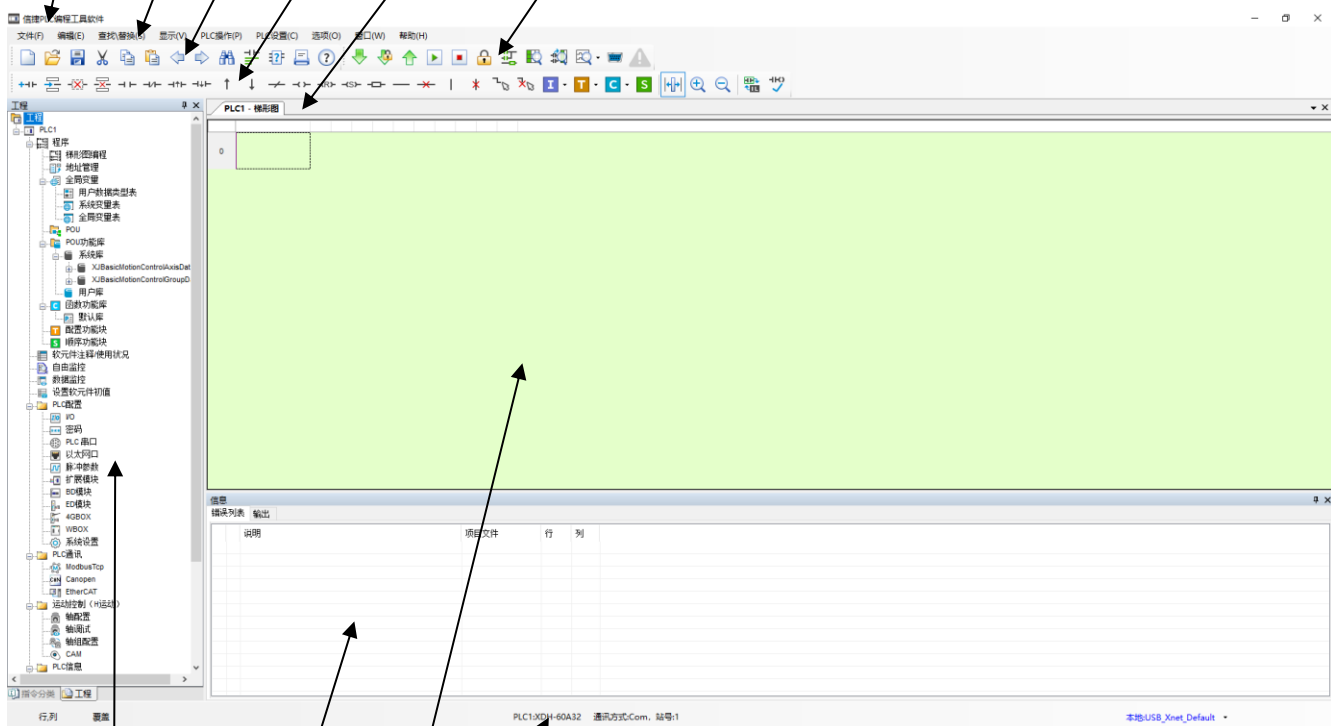 信捷PLC编程工具软件
文件(F) 编辑(E) 查找\替换(S) 显示(V) PLC操作(P) PLC设置(C) 选项(O) 窗口(W) 帮助(H)
工程
PLC1 - 梯形图
工程
PLC1
程序
梯形图编程
地址管理
全局变量
用户数据类型表
系统变量表
全局变量表
POU
POU功能库
系统库
XJBasicMotionControlAxisDat
XJBasicMotionControlGroupD
用户库
函数功能库
默认库
配置功能块
顺序功能块
软元件注释/使用状况
自由监控
数据监控
设置软元件初值
PLC配置
I/O
密码
PLC 串口
以太网口
脉冲参数
扩展模块
BD模块
ED模块
4GBOX
WBOX
系统设置
PLC通讯
ModbusTcp
Canopen
EtherCAT
运动控制（H运动）
轴配置
轴调试
轴组配置
CAM
PLC信息
指令分类 工程
0
信息
错误列表 输出
说明 项目文件 行 列
行,列 覆盖 PLC1:XDH-60A32 通讯方式:Com, 站号:1 本地:USB_Xnet_Default